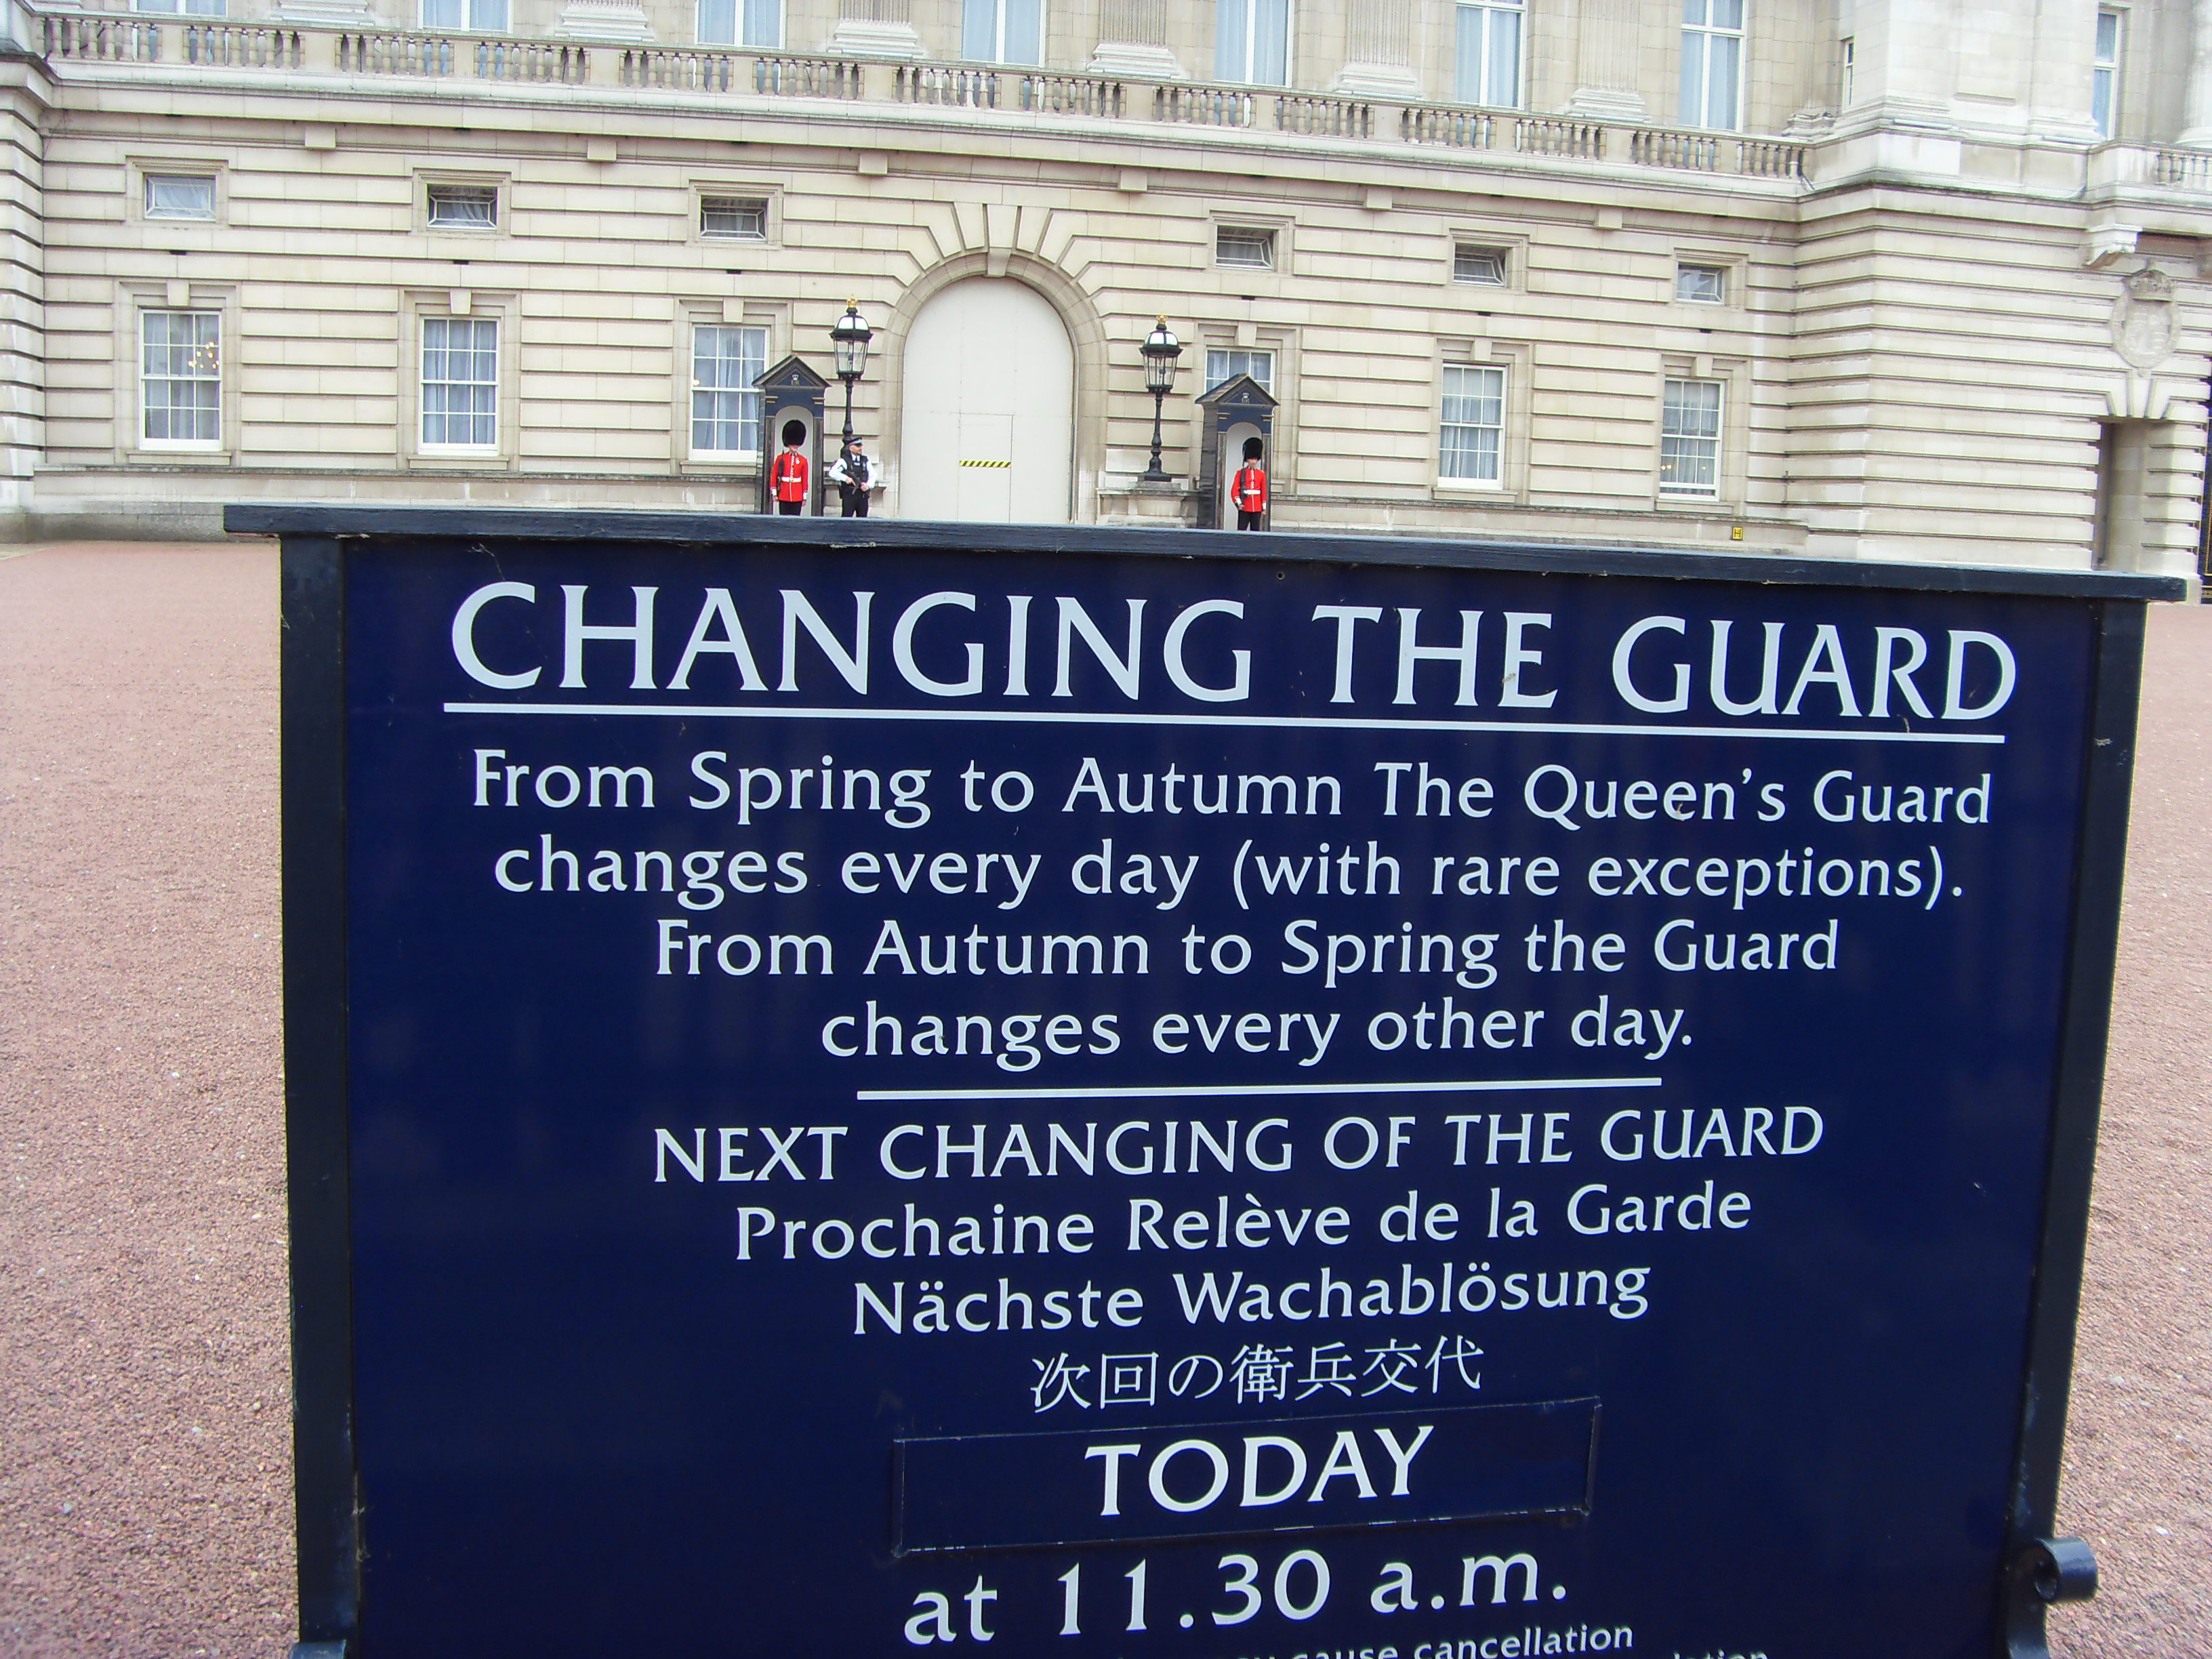 CHANGING THE GUARD
From Spring to Autumn The Queen's Guard
changes every day (with rare exceptions).
From Autumn to Spring the Guard
changes every other day.
NEXT CHANGING OF THE GUARD
Prochaine Relève de la Garde
Nächste Wachablösung
次回の衛兵交代
TODAY
at 11.30 a.m.
cause cancellation